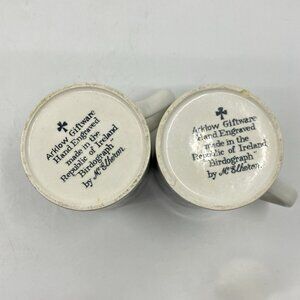 Arklow Giftware
Hand Engraved
made in the
Republic of Ireland
"Birdograph"
by
Arklow Giftware
Hand Engraved
made in the
Republic of Ireland
"Birdograph"
by